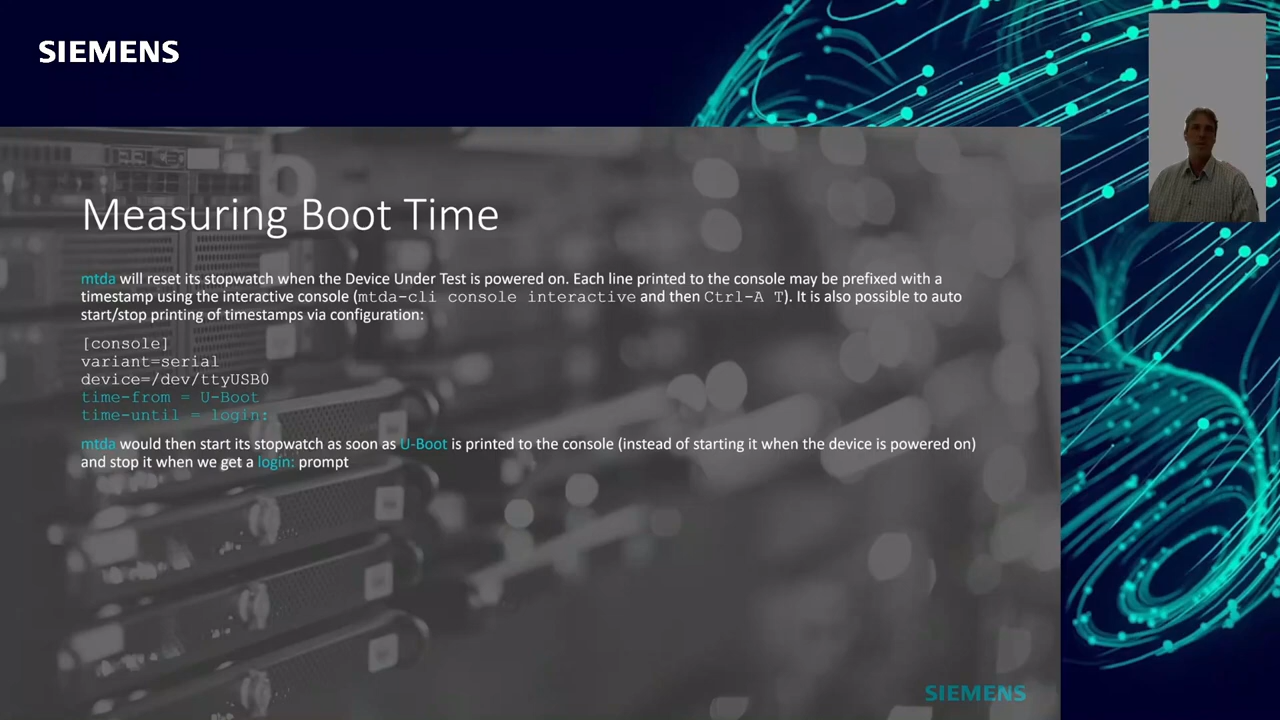 SIEMENS
Measuring Boot Time
mtda will reset its stopwatch when the Device Under Test is powered on. Each line printed to the console may be prefixed with a
timestamp using the interactive console (mtda-cli console interactive and then Ctrl-A T). It is also possible to auto
start/stop printing of timestamps via configuration:
[console]
variant=serial
device=/dev/ttyUSB0
time-from = U-Boot
time-until = login:
mtda would then start its stopwatch as soon as U-Boot is printed to the console (instead of starting it when the device is powered on)
and stop it when we get a login: prompt
SIEMENS